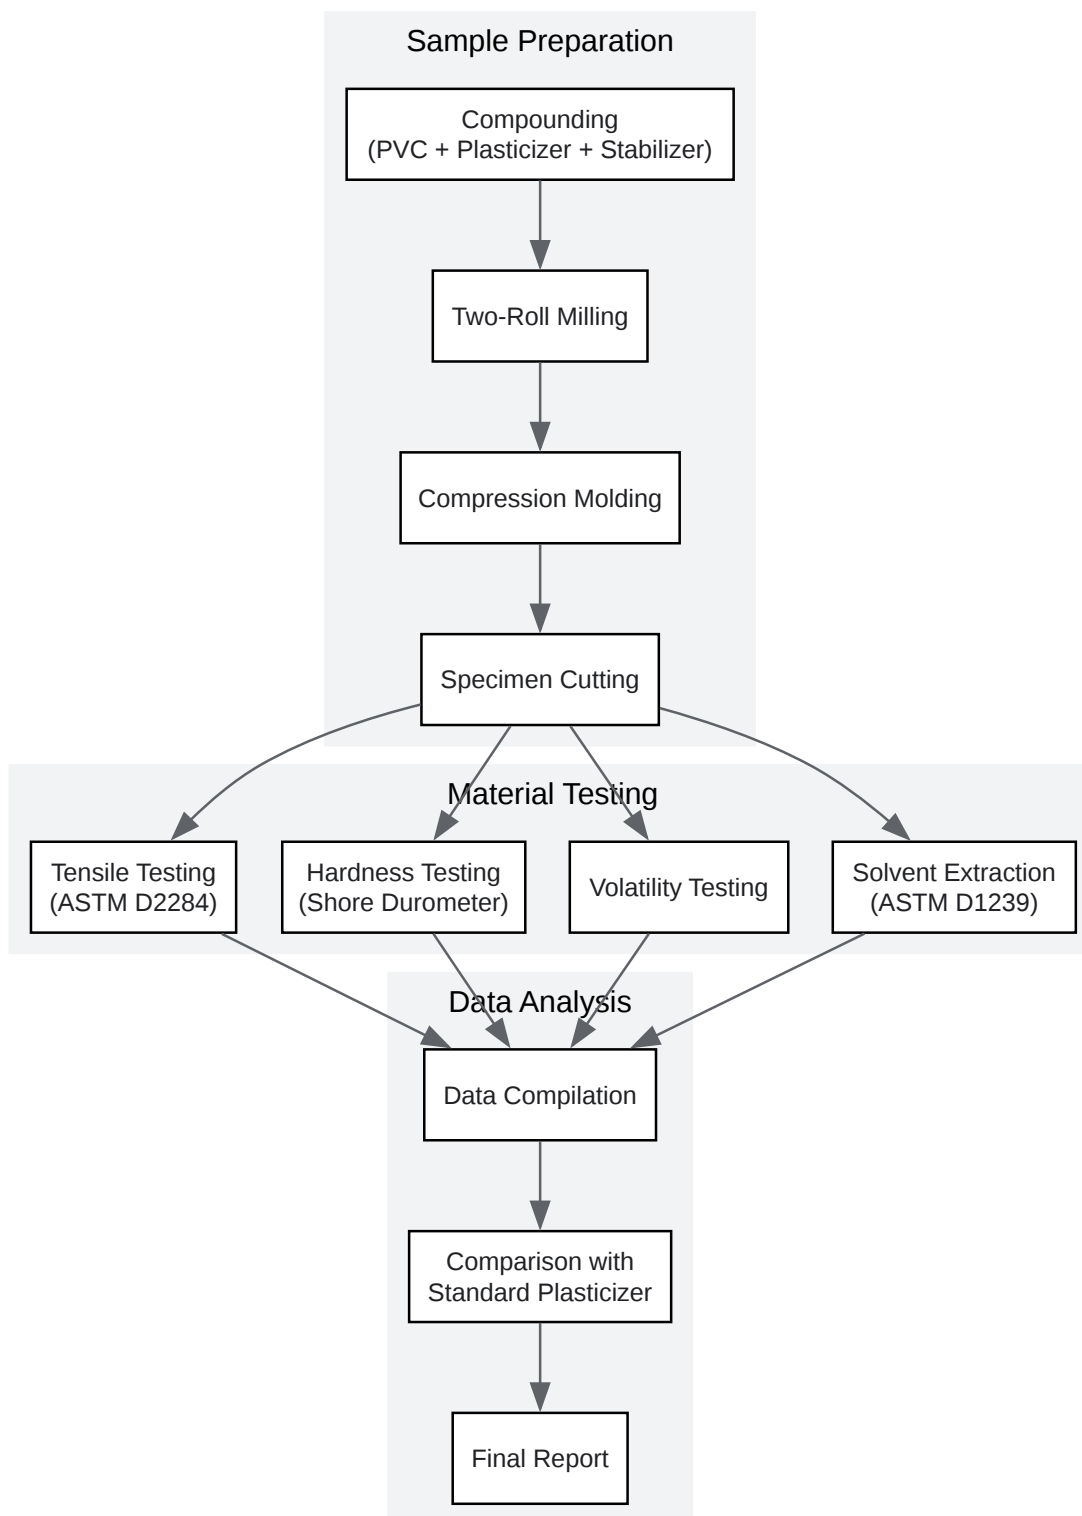 Sample Preparation
Compounding
(PVC + Plasticizer + Stabilizer)
Two-Roll Milling
Compression Molding
Specimen Cutting
Material Testing
Tensile Testing
(ASTM D2284)
Hardness Testing
(Shore Durometer)
Volatility Testing
Solvent Extraction
(ASTM D1239)
Data Analysis
Data Compilation
Comparison with
Standard Plasticizer
Final Report